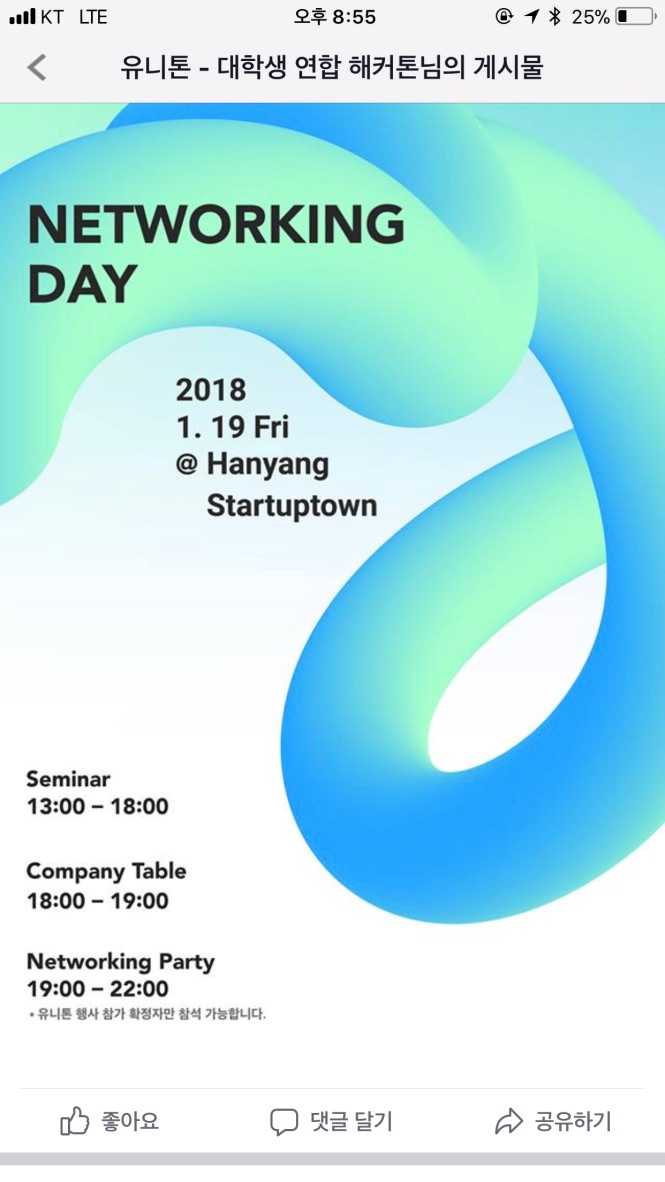 KT LTE 오후 8:55 25%
유니톤 - 대학생 연합 해커톤님의 게시물
NETWORKING
DAY
2018
1. 19 Fri
@ Hanyang
Startuptown
Seminar
13:00 – 18:00
Company Table
18:00 – 19:00
Networking Party
19:00 – 22:00
• 유니톤 행사 참가 확정자만 참석 가능합니다.
좋아요 댓글 달기 공유하기